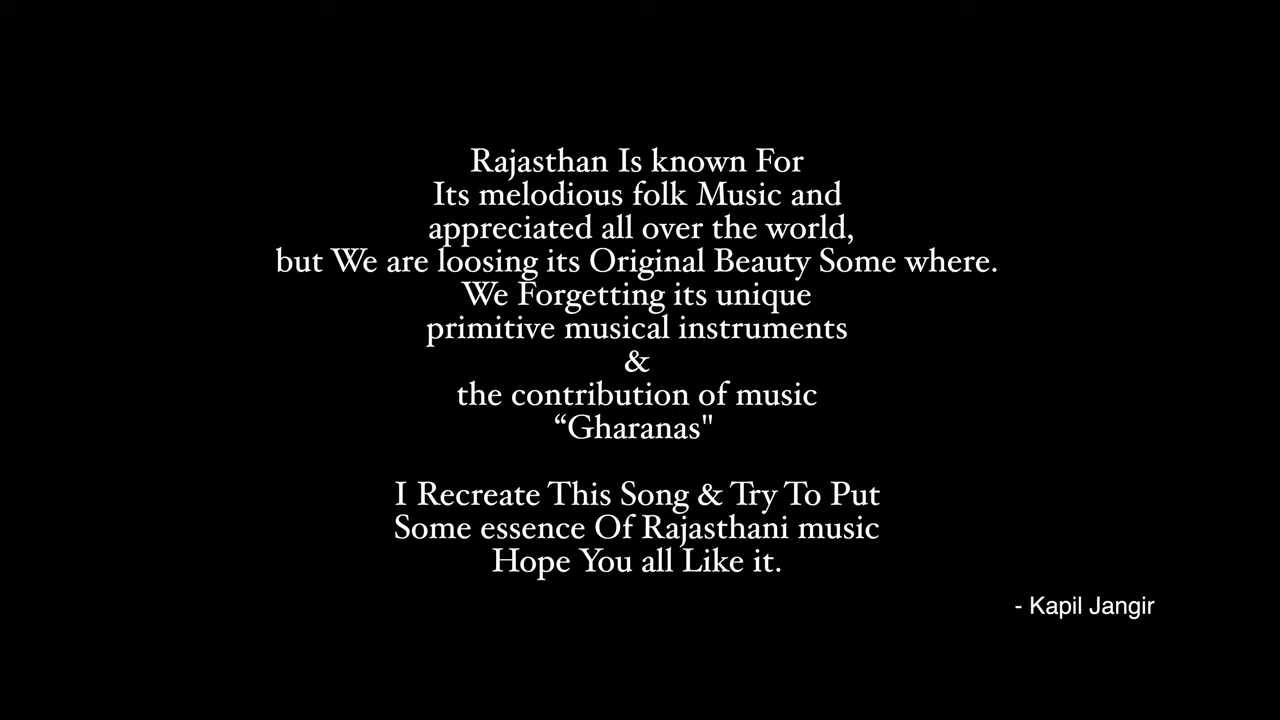 Rajasthan Is known For
Its melodious folk Music and
appreciated all over the world,
but We are loosing its Original Beauty Some where.
We Forgetting its unique
primitive musical instruments
&
the contribution of music
“Gharanas"
I Recreate This Song & Try To Put
Some essence Of Rajasthani music
Hope You all Like it.
- Kapil Jangir